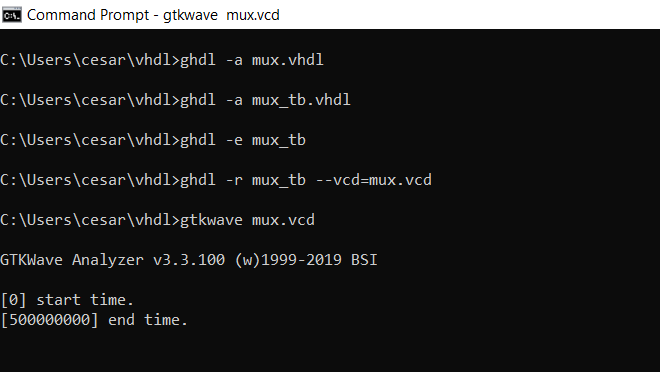 Command Prompt - gtkwave  mux.vcd
C:\Users\cesar\vhdl>ghdl -a mux.vhdl
C:\Users\cesar\vhdl>ghdl -a mux_tb.vhdl
C:\Users\cesar\vhdl>ghdl -e mux_tb
C:\Users\cesar\vhdl>ghdl -r mux_tb --vcd=mux.vcd
C:\Users\cesar\vhdl>gtkwave mux.vcd
GTKWave Analyzer v3.3.100 (w)1999-2019 BSI
[0] start time.
[500000000] end time.